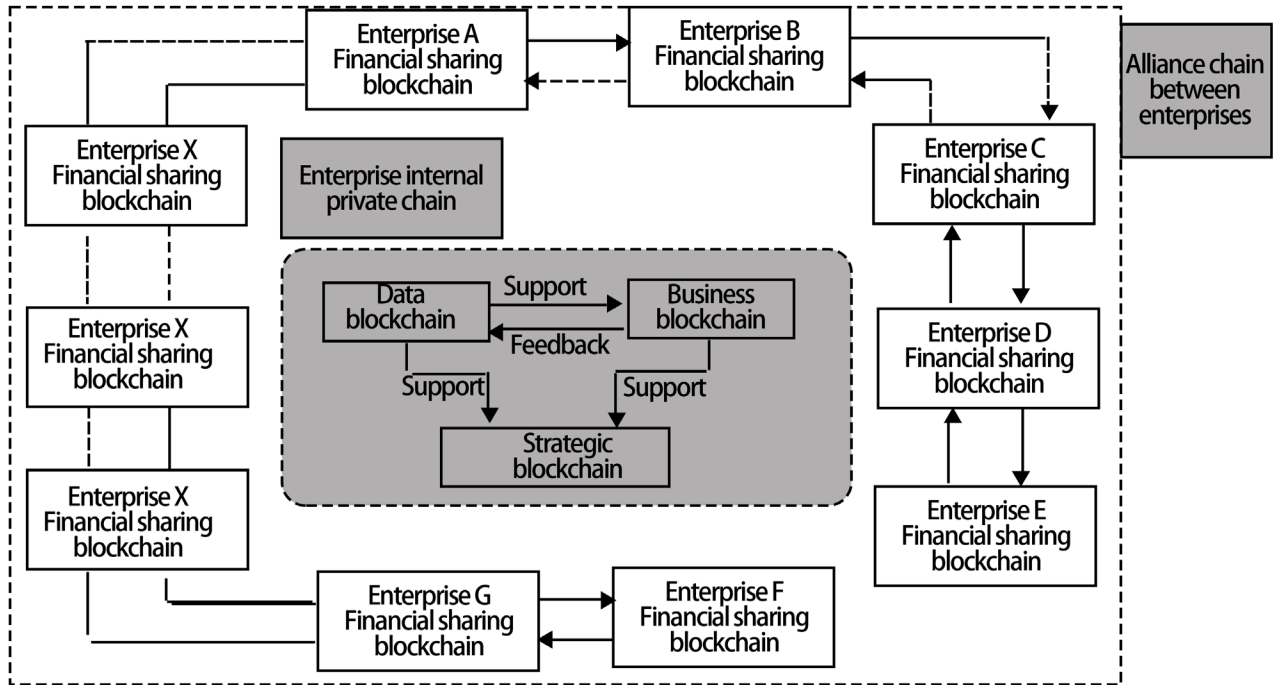 Enterprise A
Financial sharing
blockchain
Enterprise B
Financial sharing
blockchain
Alliance chain
between
enterprises
Enterprise X
Financial sharing
blockchain
Enterprise internal
private chain
Enterprise C
Financial sharing
blockchain
Data
blockchain
Support
Feedback
Business
blockchain
Support
Support
Strategic
blockchain
Enterprise X
Financial sharing
blockchain
Enterprise D
Financial sharing
blockchain
Enterprise X
Financial sharing
blockchain
Enterprise E
Financial sharing
blockchain
Enterprise G
Financial sharing
blockchain
Enterprise F
Financial sharing
blockchain